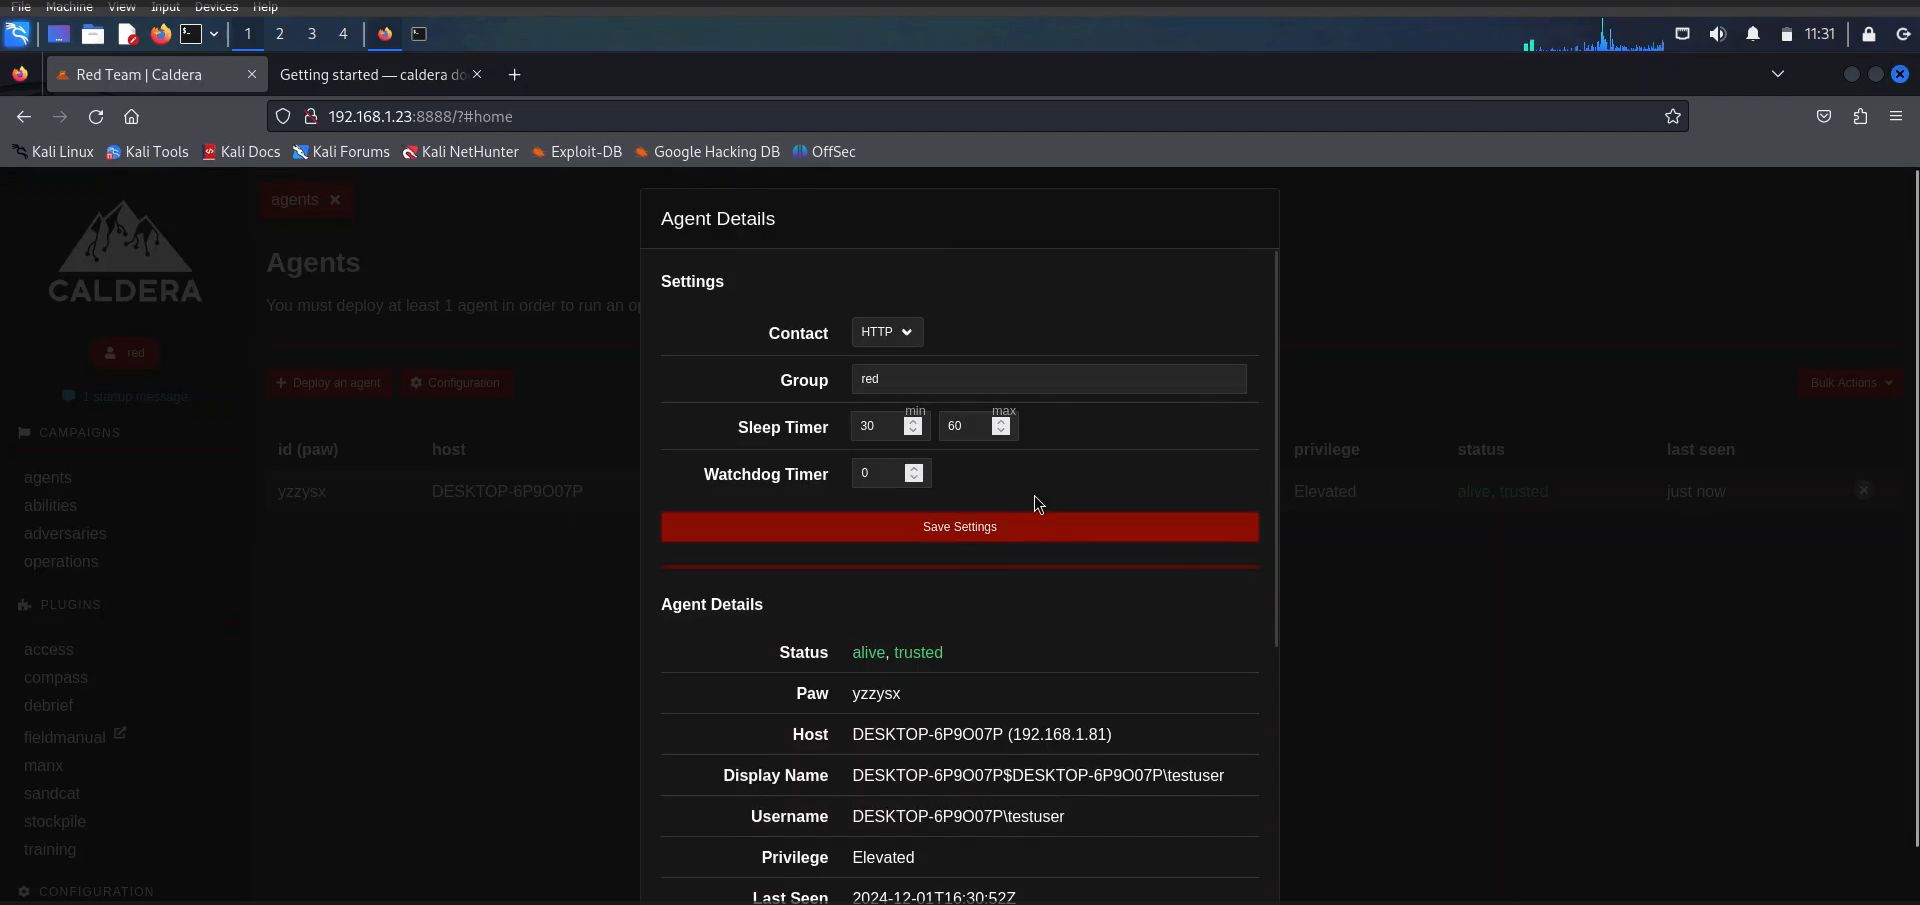 File Machine View Input Devices Help
1 2 3 4 11:31
Red Team | Caldera
Getting started — caldera do
192.168.1.23:8888/?#home
Kali Linux Kali Tools Kali Docs Kali Forums Kali NetHunter Exploit-DB Google Hacking DB OffSec
CALDERA
red
1 startup message
CAMPAIGNS
agents
abilities
adversaries
operations
PLUGINS
access
compass
debrief
fieldmanual
manx
sandcat
stockpile
training
CONFIGURATION
agents
Agents
You must deploy at least 1 agent in order to run an op
Deploy an agent
Configuration
Bulk Actions
id (paw) host privilege status last seen
yzzysx DESKTOP-6P9O07P Elevated alive, trusted just now
Agent Details
Settings
Contact HTTP
Group red
min max
Sleep Timer 30 60
Watchdog Timer 0
Save Settings
Agent Details
Status alive, trusted
Paw yzzysx
Host DESKTOP-6P9O07P (192.168.1.81)
Display Name DESKTOP-6P9O07P$DESKTOP-6P9O07P\testuser
Username DESKTOP-6P9O07P\testuser
Privilege Elevated
Last Seen 2024-12-01T16:30:52Z